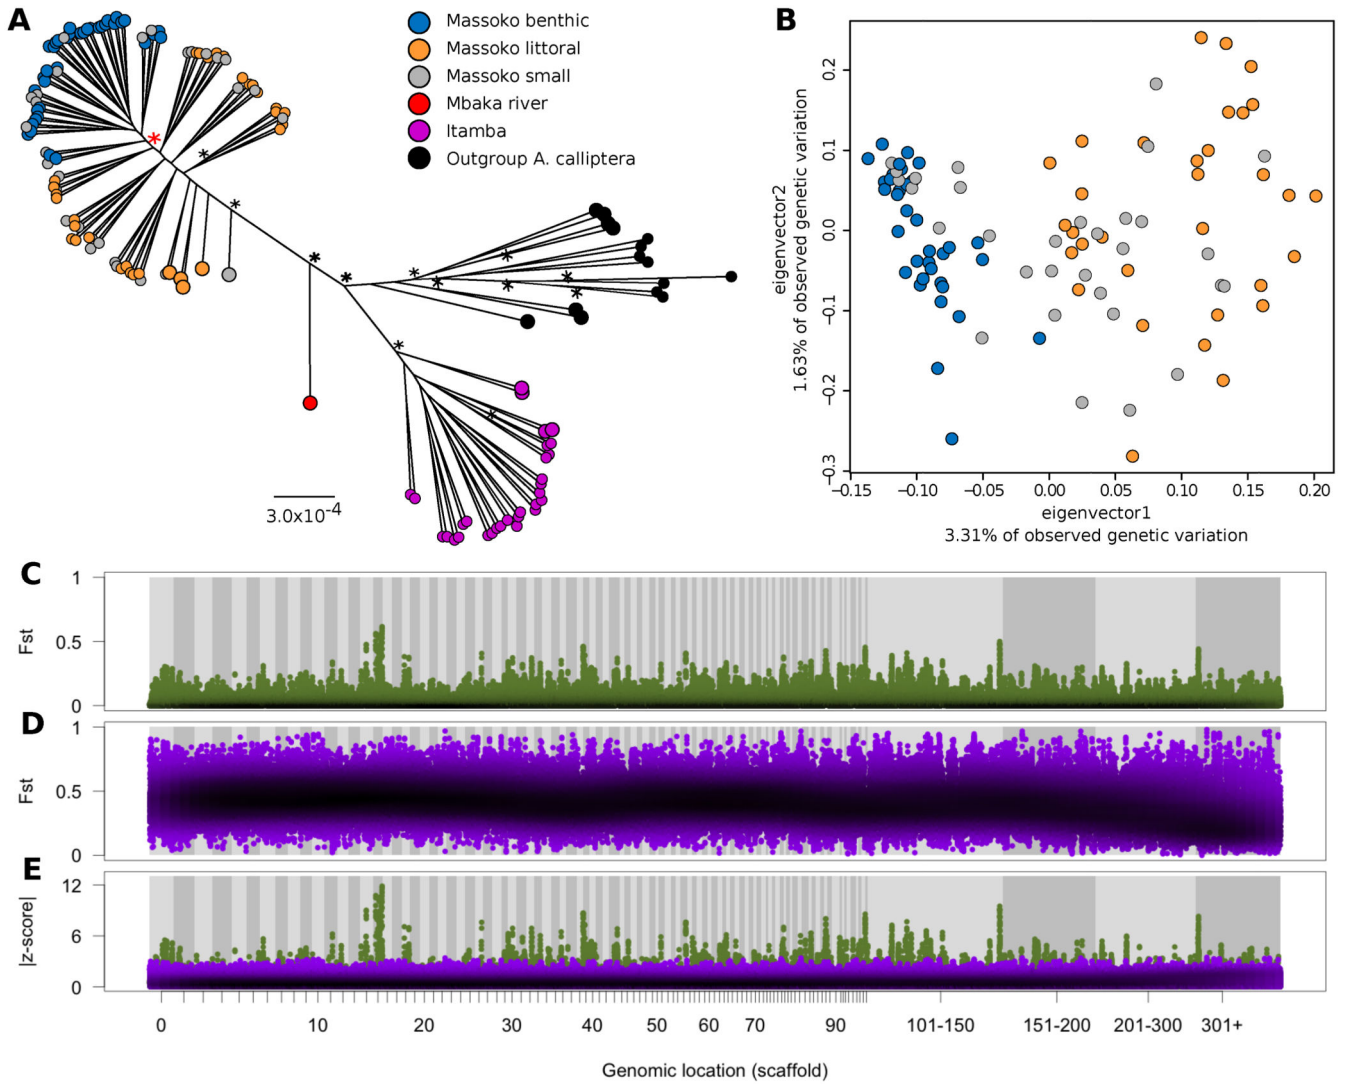 A
Massoko benthic
Massoko littoral
Massoko small
Mbaka river
Itamba
Outgroup A. calliptera
* * * * * * * * * * * * * *
3.0x10⁻⁴
B
eigenvector2
1.63% of observed genetic variation
0.2
0.1
0.0
−0.1
−0.2
−0.3
−0.15 −0.10 −0.05 0.00 0.05 0.10 0.15 0.20
eigenvector1
3.31% of observed genetic variation
C
Fst
1
0.5
0
D
Fst
1
0.5
0
E
|z-score|
12
6
0
0 10 20 30 40 50 60 70 90 101-150 151-200 201-300 301+
Genomic location (scaffold)